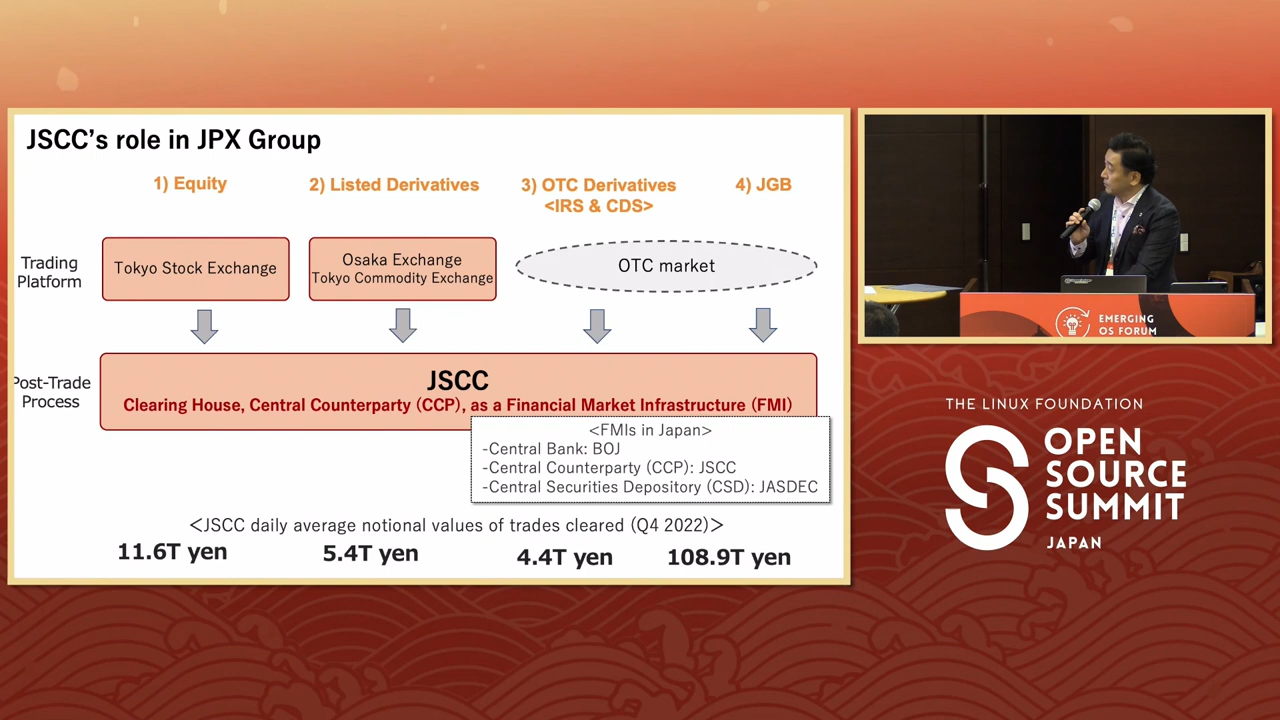 JSCC's role in JPX Group
1) Equity
2) Listed Derivatives
3) OTC Derivatives
<IRS & CDS>
4) JGB
Trading
Platform
Tokyo Stock Exchange
Osaka Exchange
Tokyo Commodity Exchange
OTC market
Post-Trade
Process
JSCC
Clearing House, Central Counterparty (CCP), as a Financial Market Infrastructure (FMI)
<FMIs in Japan>
-Central Bank: BOJ
-Central Counterparty (CCP): JSCC
-Central Securities Depository (CSD): JASDEC
<JSCC daily average notional values of trades cleared (Q4 2022)>
11.6T yen
5.4T yen
4.4T yen
108.9T yen
EMERGING
OS FORUM
THE LINUX FOUNDATION
OPEN
SOURCE
SUMMIT
JAPAN